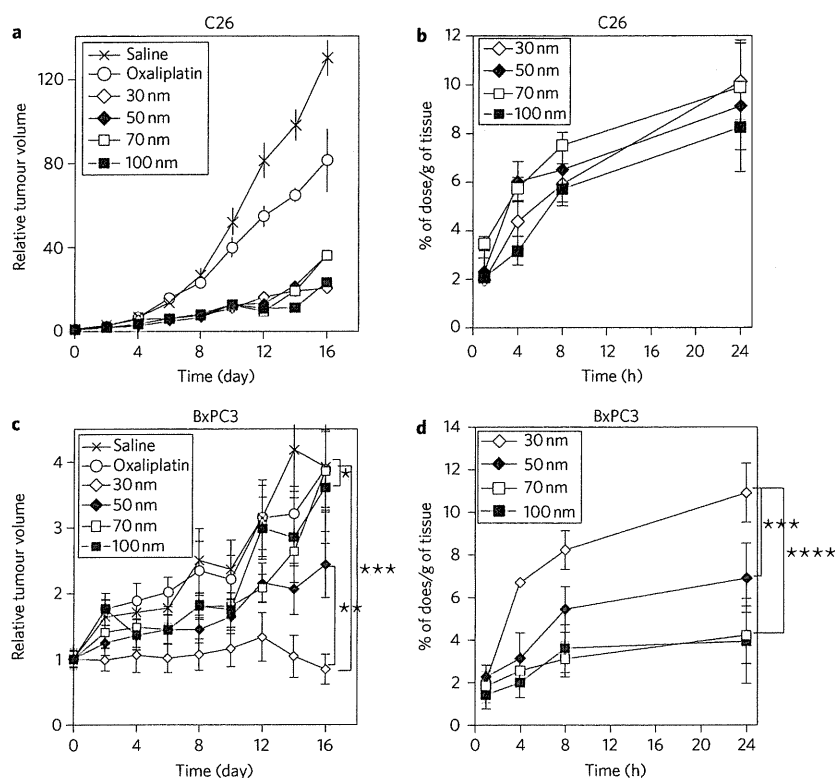 a
C26
Relative tumour volume
120
80
40
0
Saline
Oxaliplatin
30 nm
50 nm
70 nm
100 nm
0 4 8 12 16
Time (day)
b
C26
% of dose/g of tissue
12
10
8
6
4
2
0
30 nm
50 nm
70 nm
100 nm
0 4 8 12 16 20 24
Time (h)
c
BxPC3
Relative tumour volume
4
3
2
1
0
Saline
Oxaliplatin
30 nm
50 nm
70 nm
100 nm
*
***
**
0 4 8 12 16
Time (day)
d
BxPC3
% of does/g of tissue
14
12
10
8
6
4
2
0
30 nm
50 nm
70 nm
100 nm
***
****
0 4 8 12 16 20 24
Time (h)